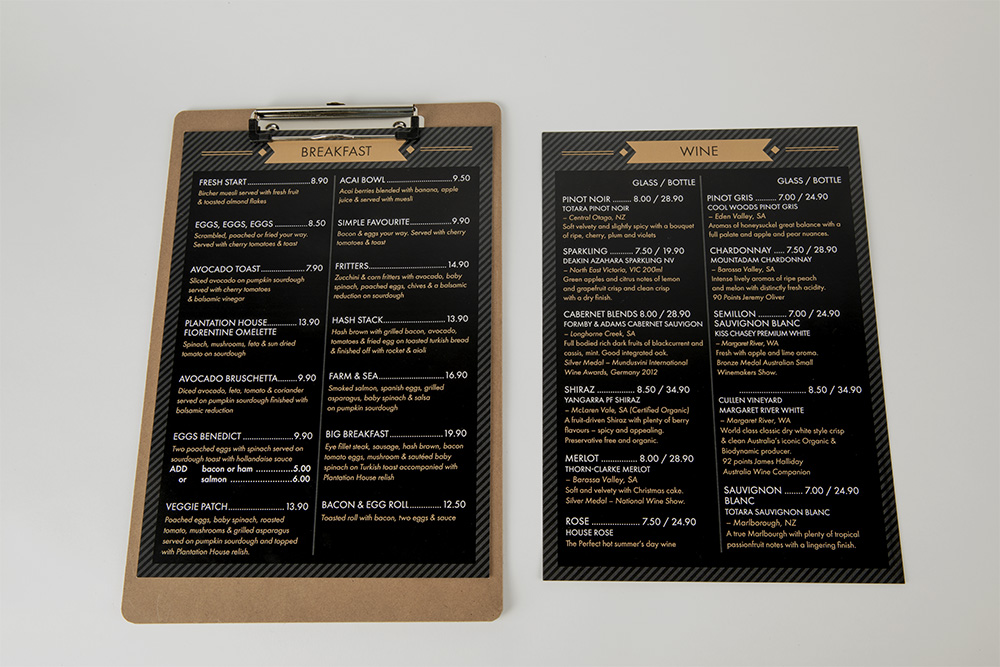 BREAKFAST
FRESH START..........................8.90
Bircher muesli served with fresh fruit
& toasted almond flakes
EGGS, EGGS, EGGS ..............8.50
Scrambled, poached or fried your way.
Served with cherry tomatoes & toast
AVOCADO TOAST...................7.90
Sliced avocado on pumpkin sourdough
served with cherry tomatoes
& balsamic vinegar
PLANTATION HOUSE............13.90
FLORENTINE OMELETTE
Spinach, mushrooms, feta & sun dried
tomato on sourdough
AVOCADO BRUSCHETTA.........9.90
Diced avocado, feta, tomato & coriander
served on pumpkin sourdough finished with
balsamic reduction
EGGS BENEDICT ....................9.90
Two poached eggs with spinach served on
sourdough toast with hollandaise sauce
ADD bacon or ham ...............5.00
or salmon .........................6.00
VEGGIE PATCH......................13.90
Poached eggs, baby spinach, roasted
tomato, mushrooms & grilled asparagus
served on pumpkin sourdough and topped
with Plantation House relish.
ACAI BOWL ..........................9.50
Acai berries blended with banana, apple
juice & served with muesli
SIMPLE FAVOURITE................9.90
Bacon & eggs your way, Served with cherry
tomatoes & toast
FRITTERS...............................14.90
Zucchini & corn fritters with avocado, baby
spinach, poached eggs, chives & a balsamic
reduction on sourdough
HASH STACK........................13.90
Hash brown with grilled bacon, avocado,
tomatoes & fried egg on toasted turkish bread
& finished off with rocket & aioli
FARM & SEA..........................16.90
Smoked salmon, spanish eggs, grilled
asparagus, baby spinach & salsa
on pumpkin sourdough
BIG BREAKFAST.....................19.90
Eye fillet steak, sausage, hash brown, bacon
tomato eggs, mushroom & sautéed baby
spinach on Turkish toast accompanied with
Plantation House relish
BACON & EGG ROLL............12.50
Toasted roll with bacon, two eggs & sauce
WINE
GLASS / BOTTLE
PINOT NOIR ........ 8.00 / 28.90
TOTARA PINOT NOIR
– Central Otago, NZ
Soft velvety and slightly spicy with a bouquet
of ripe, cherry, plum and violets
SPARKLING .......... 7.50 / 19.90
DEAKIN AZAHARA SPARKLING NV
– North East Victoria, VIC 200ml
Green apples and citrus notes of lemon
and grapefruit crisp and clean crisp
with a dry finish.
CABERNET BLENDS 8.00 / 28.90
FORMBY & ADAMS CABERNET SAUVIGON
– Longhorne Creek, SA
Full bodied rich dark fruits of blackcurrent and
cassis, mint. Good integrated oak.
Silver Medal – Mundusvini International
Wine Awards, Germany 2012
SHIRAZ ................. 8.50 / 34.90
YANGARRA PF SHIRAZ
– McLaren Vale, SA (Certified Organic)
A fruit-driven Shiraz with plenty of berry
flavours – spicy and appealing.
Preservative free and organic.
MERLOT ............... 8.00 / 28.90
THORN-CLARKE MERLOT
– Barossa Valley, SA
Soft and velvety with Christmas cake.
Silver Medal – National Wine Show.
ROSE ..................... 7.50 / 24.90
HOUSE ROSE
The Perfect hot summer's day wine
GLASS / BOTTLE
PINOT GRIS ......... 7.00 / 24.90
COOL WOODS PINOT GRIS
– Eden Valley, SA
Aromas of honeysuckel great balance with a
full palate and apple and pear nuances.
CHARDONNAY ..... 7.50 / 28.90
MOUNTADAM CHARDONNAY
– Barossa Valley, SA
Intense lively aromas of ripe peach
and melon with distinctly fresh acidity.
90 Points Jeremy Oliver
SEMILLON ............ 7.00 / 24.90
SAUVIGNON BLANC
KISS CHASEY PREMIUM WHITE
– Margaret River, WA
Fresh with apple and lime aroma.
Bronze Medal Australian Small
Winemakers Show.
.......................................... 8.50 / 34.90
CULLEN VINEYARD
MARGARET RIVER WHITE
– Margaret River, WA
World class classic dry white style crisp
& clean Australia's iconic Organic &
Biodynamic producer.
92 points James Halliday
Australia Wine Companion
SAUVIGNON ........ 7.00 / 24.90
BLANC
TOTARA SAUVIGNON BLANC
– Marlborough, NZ
A true Marlbourgh with plenty of tropical
passionfruit notes with a lingering finish.